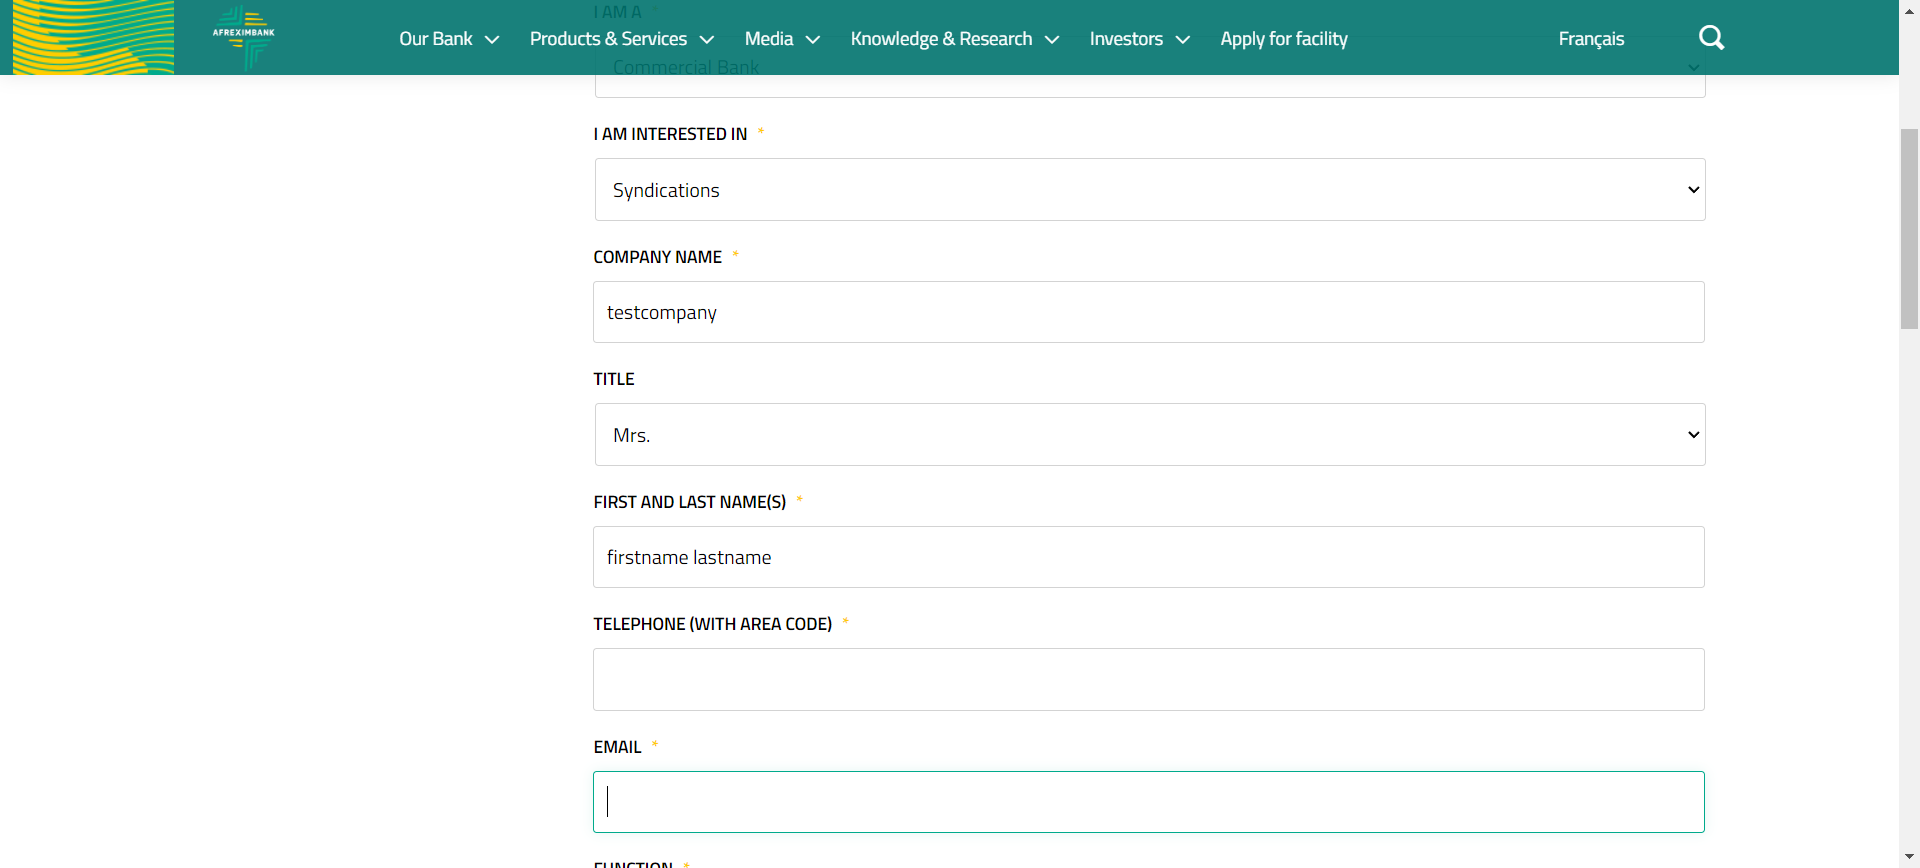 I AM A *
AFREXIMBANK
Our Bank Products & Services Media Knowledge & Research Investors Apply for facility Français
Commercial Bank
I AM INTERESTED IN *
Syndications
COMPANY NAME *
testcompany
TITLE
Mrs.
FIRST AND LAST NAME(S) *
firstname lastname
TELEPHONE (WITH AREA CODE) *
EMAIL *
FUNCTION *